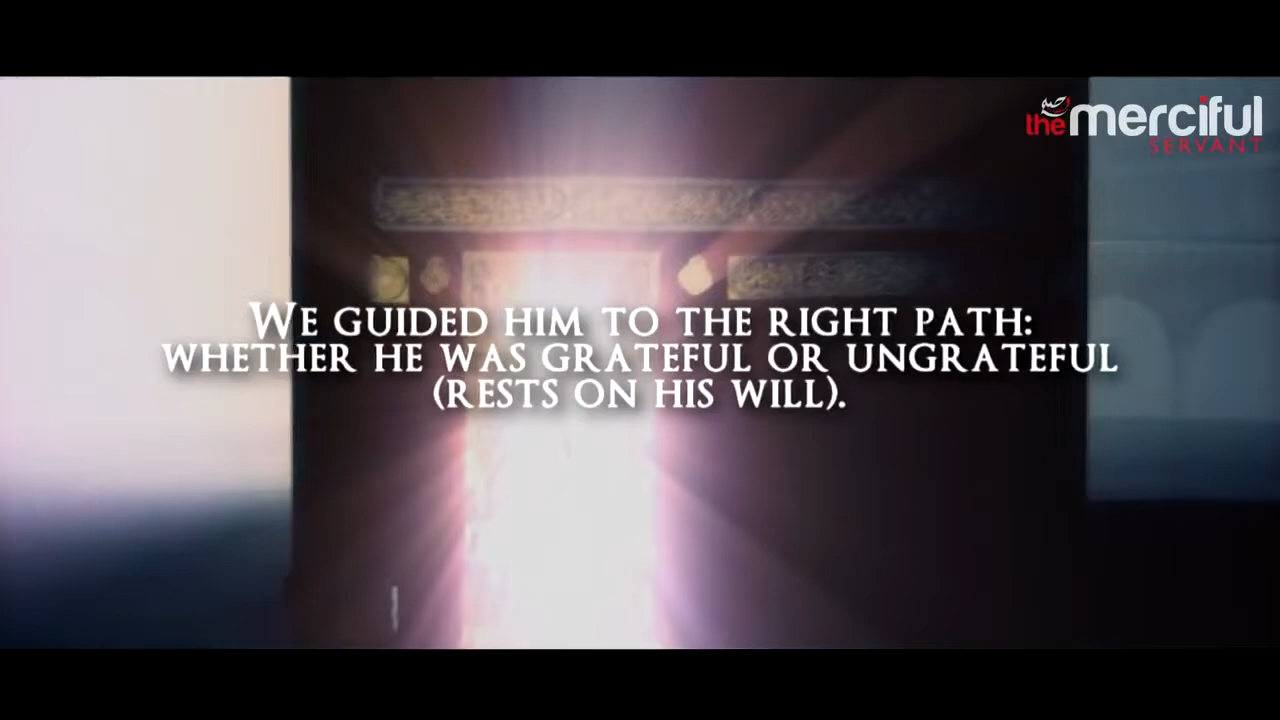 the merciful
SERVANT
WE GUIDED HIM TO THE RIGHT PATH:
WHETHER HE WAS GRATEFUL OR UNGRATEFUL
(RESTS ON HIS WILL).